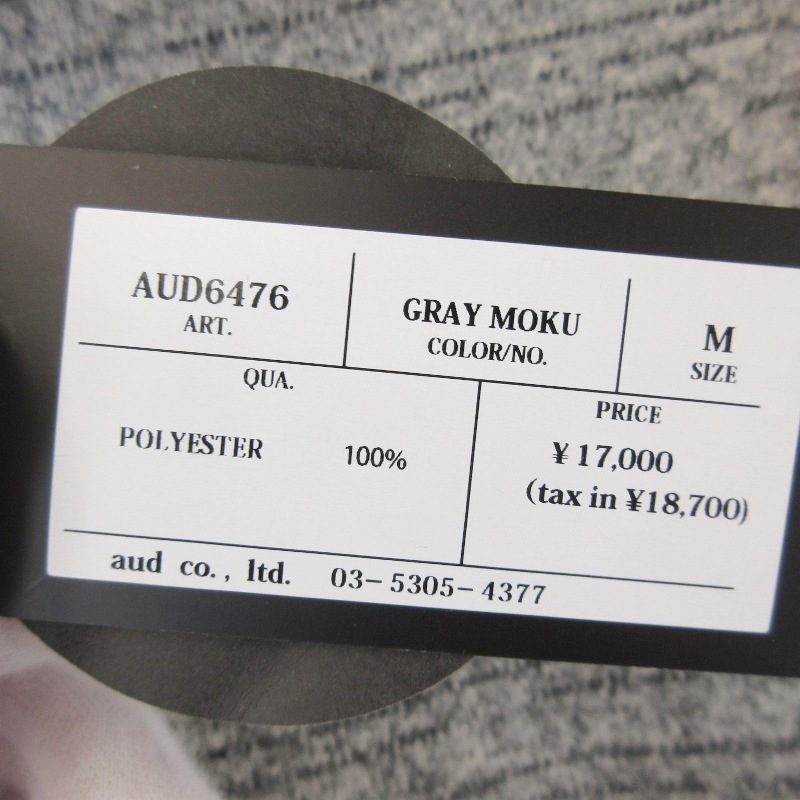 AUD6476
ART.
GRAY MOKU
COLOR/NO.
M
SIZE
QUA.
POLYESTER 100%
PRICE
¥17,000
(tax in ¥18,700)
aud co., ltd. 03-5305-4377